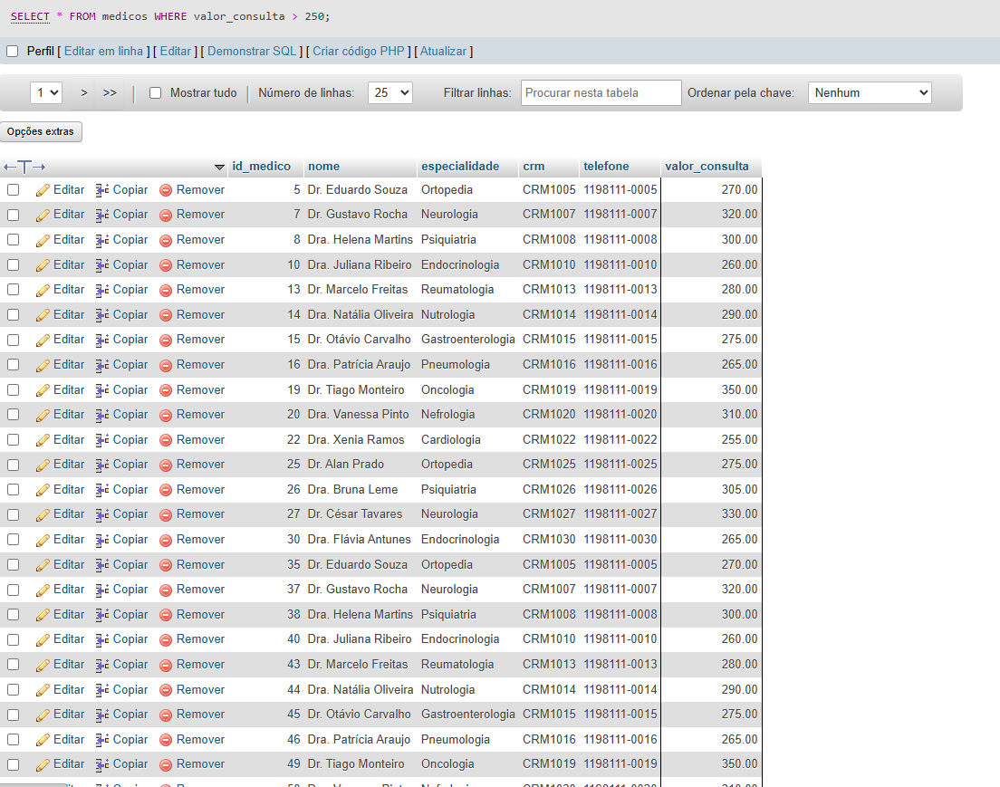 SELECT * FROM medicos WHERE valor_consulta > 250;
Perfil [ Editar em linha ] [ Editar ] [ Demonstrar SQL ] [ Criar código PHP ] [ Atualizar ]
1 > >> | Mostrar tudo | Número de linhas: 25 Filtrar linhas: Procurar nesta tabela Ordenar pela chave: Nenhum
Opções extras
←T→ id_medico nome especialidade crm telefone valor_consulta
Editar Copiar Remover 5 Dr. Eduardo Souza Ortopedia CRM1005 1198111-0005 270.00
Editar Copiar Remover 7 Dr. Gustavo Rocha Neurologia CRM1007 1198111-0007 320.00
Editar Copiar Remover 8 Dra. Helena Martins Psiquiatria CRM1008 1198111-0008 300.00
Editar Copiar Remover 10 Dra. Juliana Ribeiro Endocrinologia CRM1010 1198111-0010 260.00
Editar Copiar Remover 13 Dr. Marcelo Freitas Reumatologia CRM1013 1198111-0013 280.00
Editar Copiar Remover 14 Dra. Natália Oliveira Nutrologia CRM1014 1198111-0014 290.00
Editar Copiar Remover 15 Dr. Otávio Carvalho Gastroenterologia CRM1015 1198111-0015 275.00
Editar Copiar Remover 16 Dra. Patrícia Araujo Pneumologia CRM1016 1198111-0016 265.00
Editar Copiar Remover 19 Dr. Tiago Monteiro Oncologia CRM1019 1198111-0019 350.00
Editar Copiar Remover 20 Dra. Vanessa Pinto Nefrologia CRM1020 1198111-0020 310.00
Editar Copiar Remover 22 Dra. Xenia Ramos Cardiologia CRM1022 1198111-0022 255.00
Editar Copiar Remover 25 Dr. Alan Prado Ortopedia CRM1025 1198111-0025 275.00
Editar Copiar Remover 26 Dra. Bruna Leme Psiquiatria CRM1026 1198111-0026 305.00
Editar Copiar Remover 27 Dr. César Tavares Neurologia CRM1027 1198111-0027 330.00
Editar Copiar Remover 30 Dra. Flávia Antunes Endocrinologia CRM1030 1198111-0030 265.00
Editar Copiar Remover 35 Dr. Eduardo Souza Ortopedia CRM1005 1198111-0005 270.00
Editar Copiar Remover 37 Dr. Gustavo Rocha Neurologia CRM1007 1198111-0007 320.00
Editar Copiar Remover 38 Dra. Helena Martins Psiquiatria CRM1008 1198111-0008 300.00
Editar Copiar Remover 40 Dra. Juliana Ribeiro Endocrinologia CRM1010 1198111-0010 260.00
Editar Copiar Remover 43 Dr. Marcelo Freitas Reumatologia CRM1013 1198111-0013 280.00
Editar Copiar Remover 44 Dra. Natália Oliveira Nutrologia CRM1014 1198111-0014 290.00
Editar Copiar Remover 45 Dr. Otávio Carvalho Gastroenterologia CRM1015 1198111-0015 275.00
Editar Copiar Remover 46 Dra. Patrícia Araujo Pneumologia CRM1016 1198111-0016 265.00
Editar Copiar Remover 49 Dr. Tiago Monteiro Oncologia CRM1019 1198111-0019 350.00